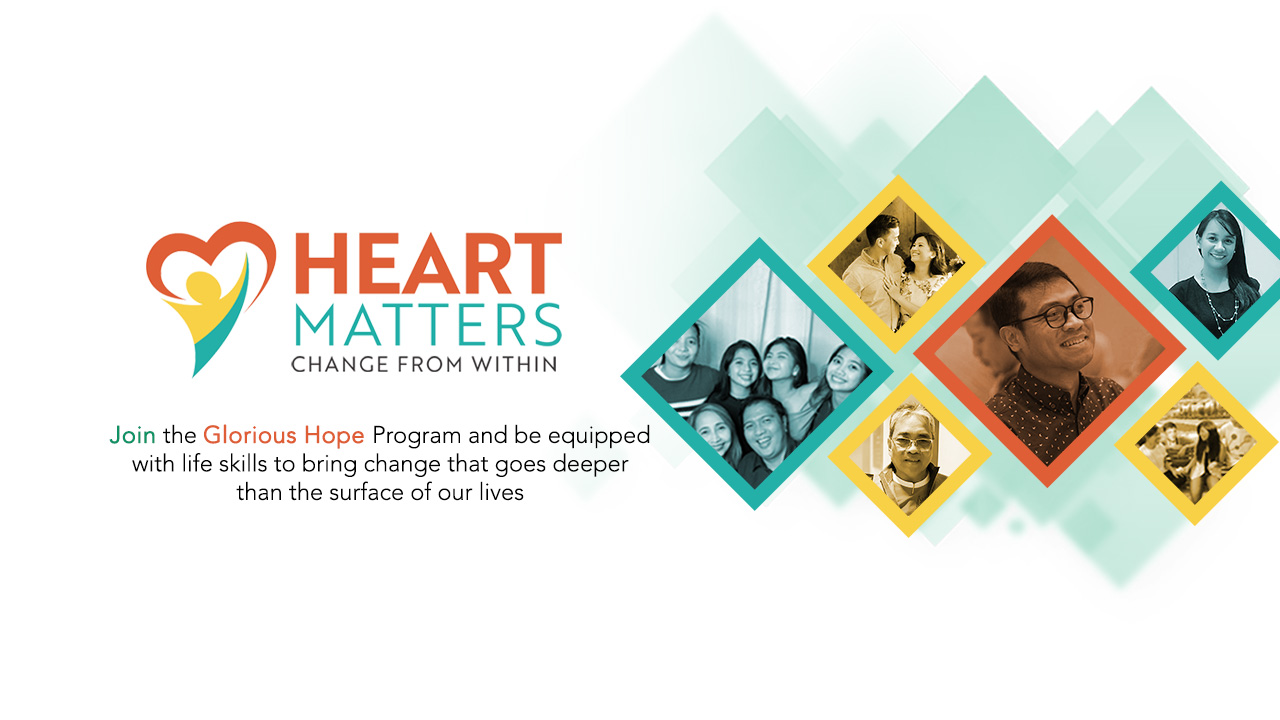 HEART
MATTERS
CHANGE FROM WITHIN
Join the Glorious Hope Program and be equipped
with life skills to bring change that goes deeper
than the surface of our lives